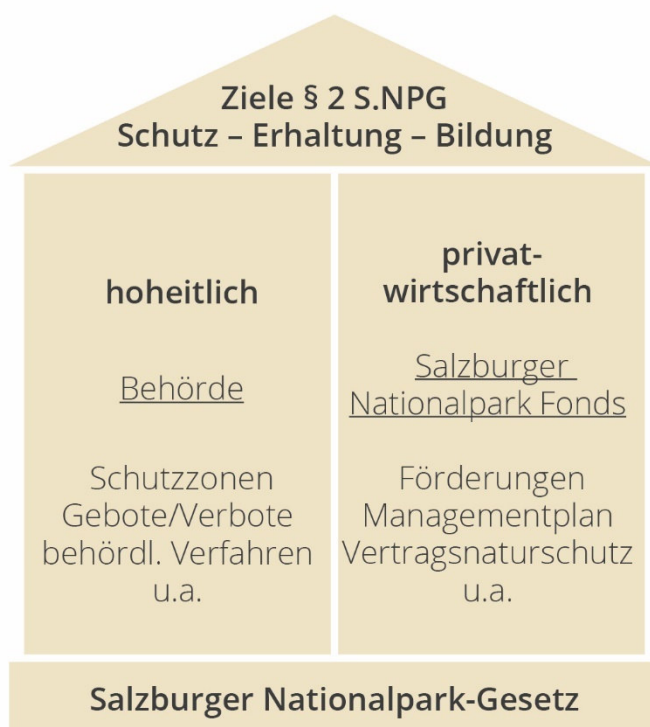 Ziele § 2 S.NPG
Schutz – Erhaltung – Bildung
hoheitlich
Behörde
Schutzzonen
Gebote/Verbote
behördl. Verfahren
u.a.
privat-
wirtschaftlich
Salzburger
Nationalpark Fonds
Förderungen
Managementplan
Vertragsnaturschutz
u.a.
Salzburger Nationalpark-Gesetz